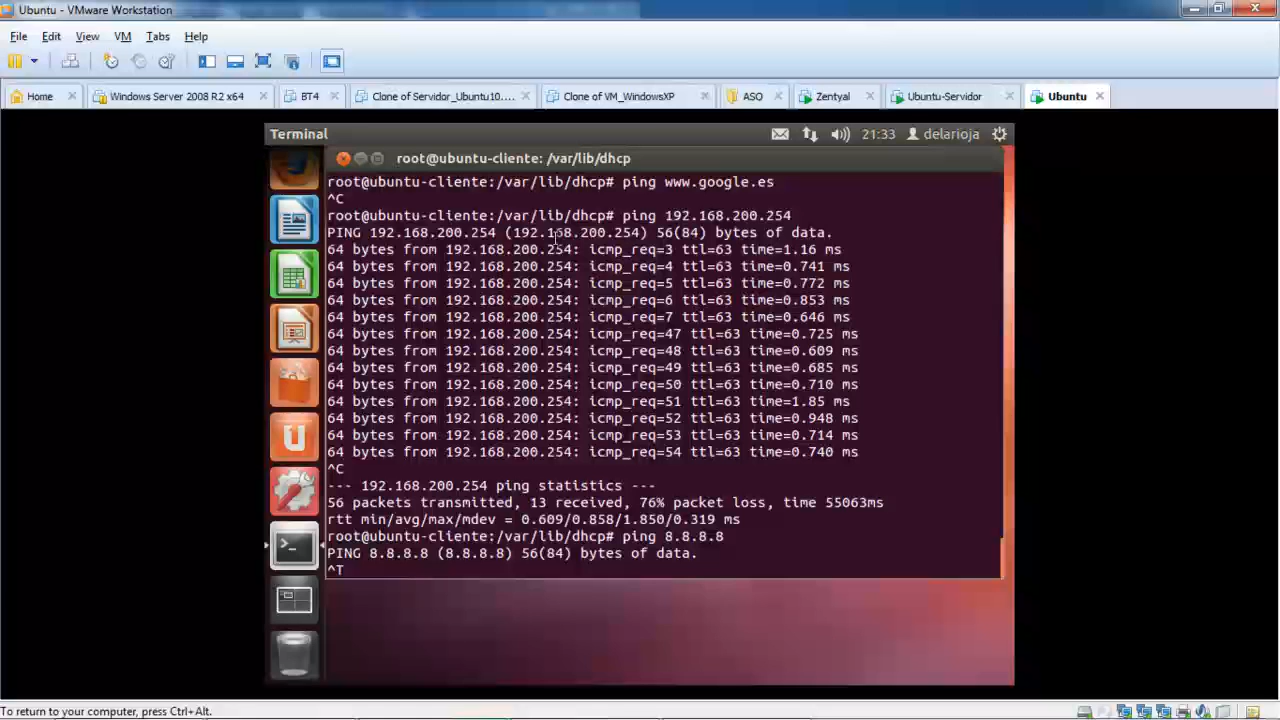 Ubuntu - VMware Workstation
File Edit View VM Tabs Help
Home Windows Server 2008 R2 x64 BT4 Clone of Servidor_Ubuntu10.... Clone of VM_WindowsXP ASO Zentyal Ubuntu-Servidor Ubuntu
Terminal 21:33 delarioja
root@ubuntu-cliente: /var/lib/dhcp
root@ubuntu-cliente:/var/lib/dhcp# ping www.google.es
^C
root@ubuntu-cliente:/var/lib/dhcp# ping 192.168.200.254
PING 192.168.200.254 (192.168.200.254) 56(84) bytes of data.
64 bytes from 192.168.200.254: icmp_req=3 ttl=63 time=1.16 ms
64 bytes from 192.168.200.254: icmp_req=4 ttl=63 time=0.741 ms
64 bytes from 192.168.200.254: icmp_req=5 ttl=63 time=0.772 ms
64 bytes from 192.168.200.254: icmp_req=6 ttl=63 time=0.853 ms
64 bytes from 192.168.200.254: icmp_req=7 ttl=63 time=0.646 ms
64 bytes from 192.168.200.254: icmp_req=47 ttl=63 time=0.725 ms
64 bytes from 192.168.200.254: icmp_req=48 ttl=63 time=0.609 ms
64 bytes from 192.168.200.254: icmp_req=49 ttl=63 time=0.685 ms
64 bytes from 192.168.200.254: icmp_req=50 ttl=63 time=0.710 ms
64 bytes from 192.168.200.254: icmp_req=51 ttl=63 time=1.85 ms
64 bytes from 192.168.200.254: icmp_req=52 ttl=63 time=0.948 ms
64 bytes from 192.168.200.254: icmp_req=53 ttl=63 time=0.714 ms
64 bytes from 192.168.200.254: icmp_req=54 ttl=63 time=0.740 ms
^C
--- 192.168.200.254 ping statistics ---
56 packets transmitted, 13 received, 76% packet loss, time 55063ms
rtt min/avg/max/mdev = 0.609/0.858/1.850/0.319 ms
root@ubuntu-cliente:/var/lib/dhcp# ping 8.8.8.8
PING 8.8.8.8 (8.8.8.8) 56(84) bytes of data.
^T
To return to your computer, press Ctrl+Alt.